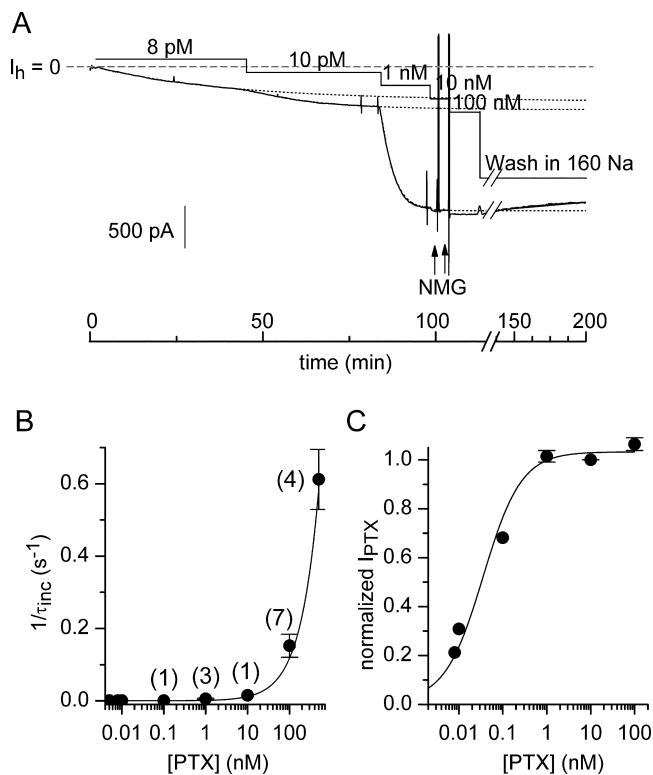 A
8 pM
I_h = 0
10 pM
1 nM
10 nM
100 nM
Wash in 160 Na
500 pA
NMG
0 50 100 150 200
time (min)
B
C
(4)
(7)
(1) (3) (1)
0.6
0.4
0.2
0.0
1/τ_inc (s⁻¹)
0.01 0.1 1 10 100
[PTX] (nM)
1.0
0.8
0.6
0.4
0.2
0.0
normalized I_PTX
0.01 0.1 1 10 100
[PTX] (nM)